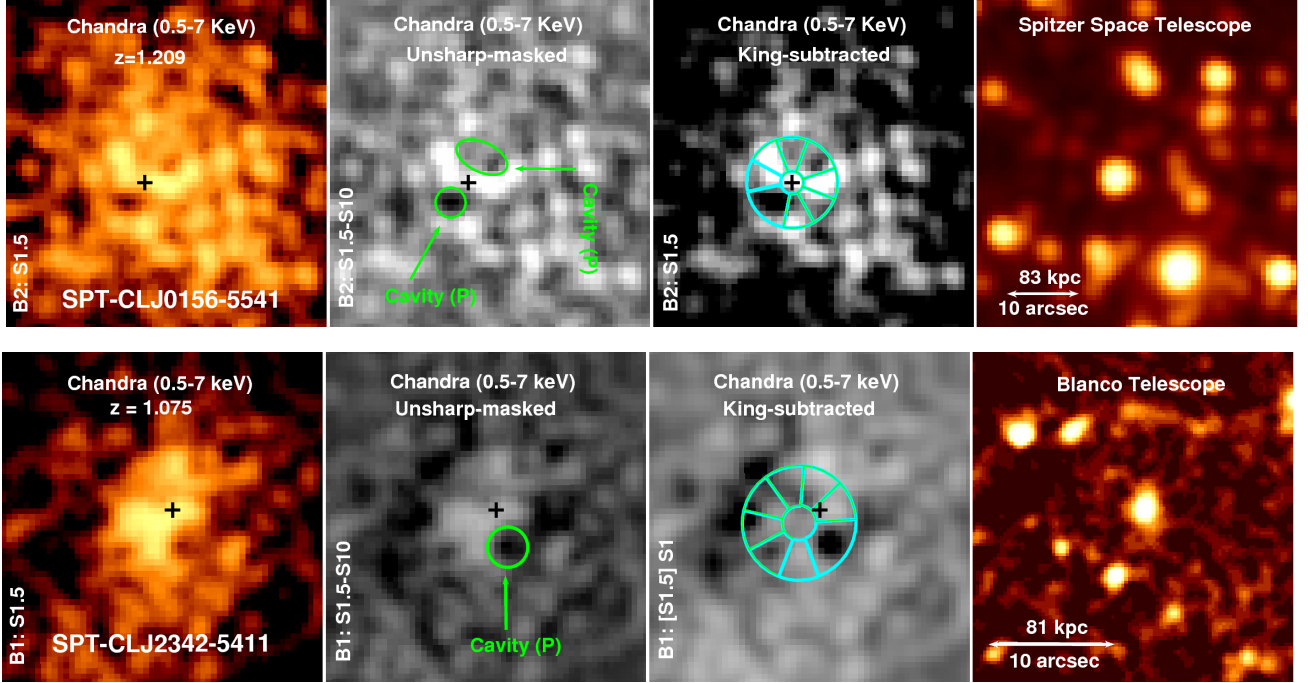 Chandra (0.5-7 KeV)
z=1.209
B2: S1.5
SPT-CLJ0156-5541
Chandra (0.5-7 KeV)
Unsharp-masked
B2:S1.5-S10
Cavity (P)
Cavity (P)
Chandra (0.5-7 KeV)
King-subtracted
B2: S1.5
Spitzer Space Telescope
83 kpc
10 arcsec
Chandra (0.5-7 keV)
z = 1.075
B1: S1.5
SPT-CLJ2342-5411
Chandra (0.5-7 keV)
Unsharp-masked
B1: S1.5-S10
Cavity (P)
Chandra (0.5-7 keV)
King-subtracted
B1: [S1.5] S1
Blanco Telescope
81 kpc
10 arcsec